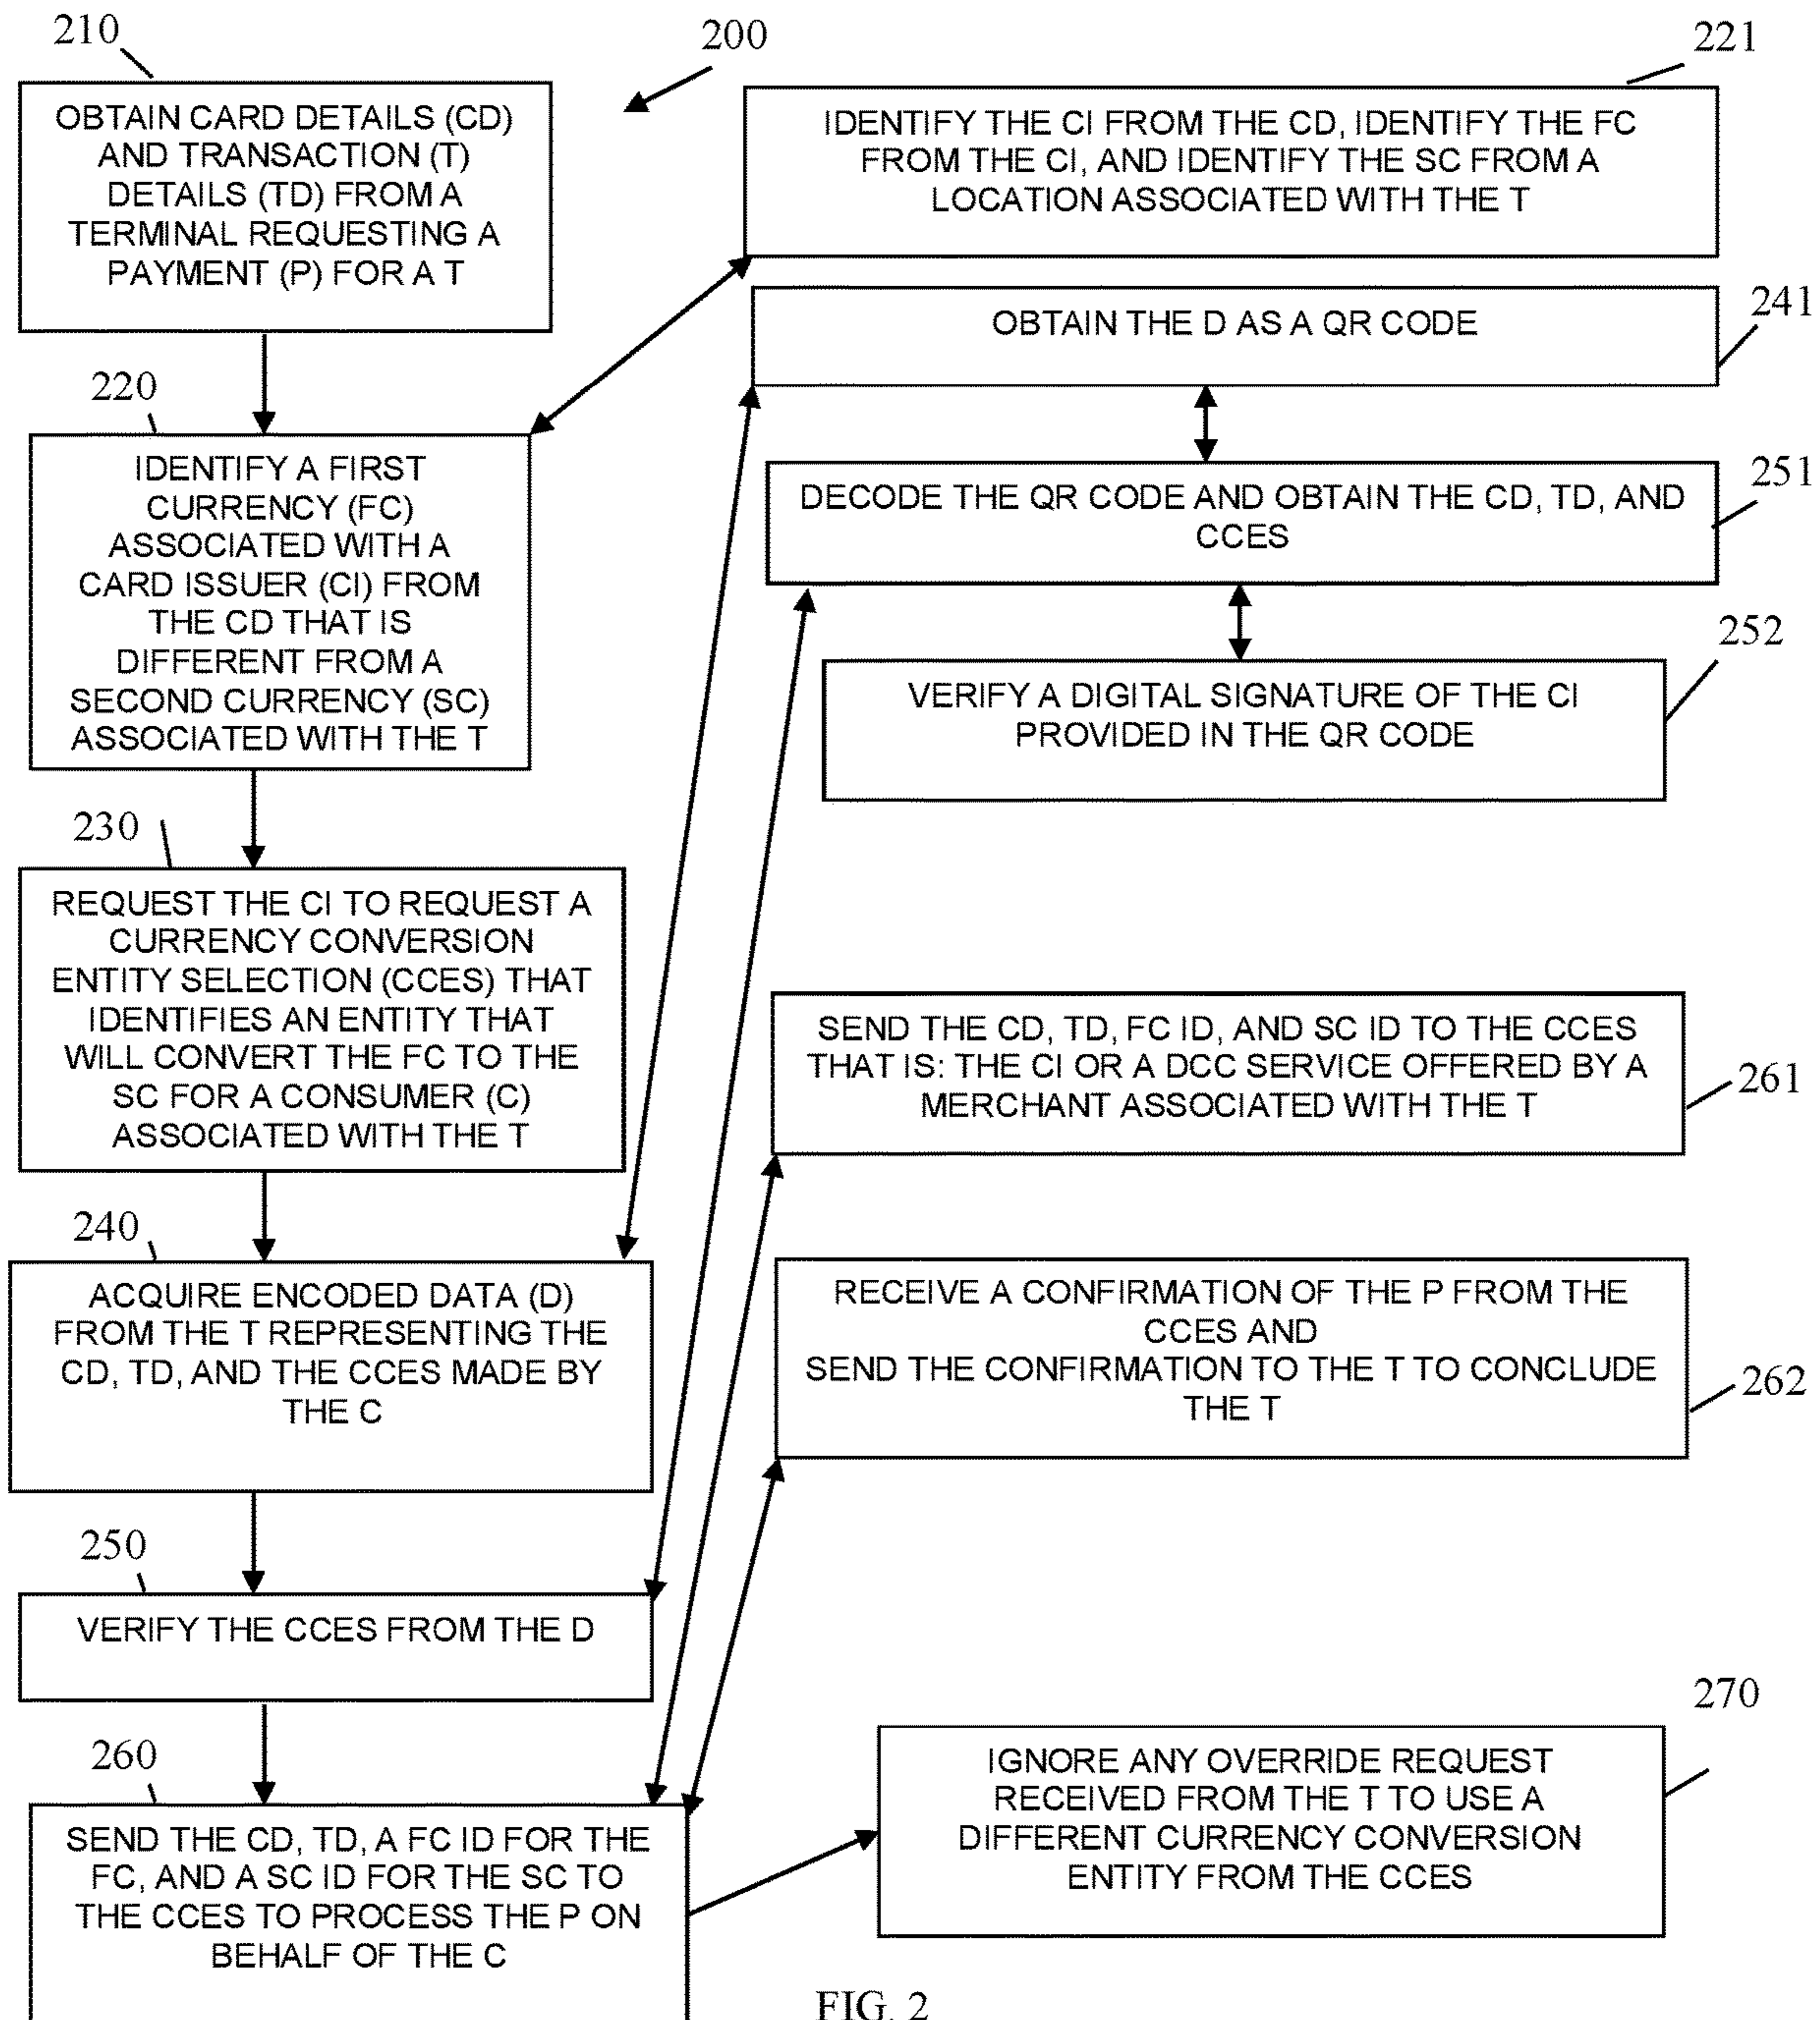 210
200
221
OBTAIN CARD DETAILS (CD)
AND TRANSACTION (T)
DETAILS (TD) FROM A
TERMINAL REQUESTING A
PAYMENT (P) FOR A T
IDENTIFY THE CI FROM THE CD, IDENTIFY THE FC
FROM THE CI, AND IDENTIFY THE SC FROM A
LOCATION ASSOCIATED WITH THE T
241
OBTAIN THE D AS A QR CODE
220
IDENTIFY A FIRST
CURRENCY (FC)
ASSOCIATED WITH A
CARD ISSUER (CI) FROM
THE CD THAT IS
DIFFERENT FROM A
SECOND CURRENCY (SC)
ASSOCIATED WITH THE T
251
DECODE THE QR CODE AND OBTAIN THE CD, TD, AND
CCES
252
VERIFY A DIGITAL SIGNATURE OF THE CI
PROVIDED IN THE QR CODE
230
REQUEST THE CI TO REQUEST A
CURRENCY CONVERSION
ENTITY SELECTION (CCES) THAT
IDENTIFIES AN ENTITY THAT
WILL CONVERT THE FC TO THE
SC FOR A CONSUMER (C)
ASSOCIATED WITH THE T
SEND THE CD, TD, FC ID, AND SC ID TO THE CCES
THAT IS: THE CI OR A DCC SERVICE OFFERED BY A
MERCHANT ASSOCIATED WITH THE T
261
240
ACQUIRE ENCODED DATA (D)
FROM THE T REPRESENTING THE
CD, TD, AND THE CCES MADE BY
THE C
RECEIVE A CONFIRMATION OF THE P FROM THE
CCES AND
SEND THE CONFIRMATION TO THE T TO CONCLUDE
THE T
262
250
VERIFY THE CCES FROM THE D
260
SEND THE CD, TD, A FC ID FOR THE
FC, AND A SC ID FOR THE SC TO
THE CCES TO PROCESS THE P ON
BEHALF OF THE C
270
IGNORE ANY OVERRIDE REQUEST
RECEIVED FROM THE T TO USE A
DIFFERENT CURRENCY CONVERSION
ENTITY FROM THE CCES
FIG. 2